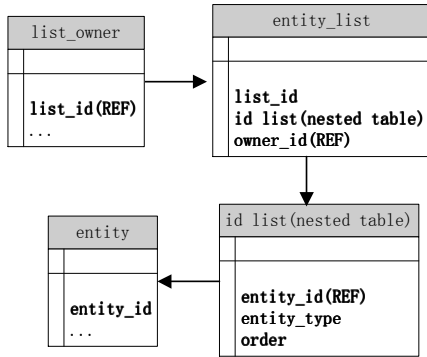 list_owner
list_id(REF)
...
entity_list
list_id
id list(nested table)
owner_id(REF)
entity
entity_id
...
id list(nested table)
entity_id(REF)
entity_type
order